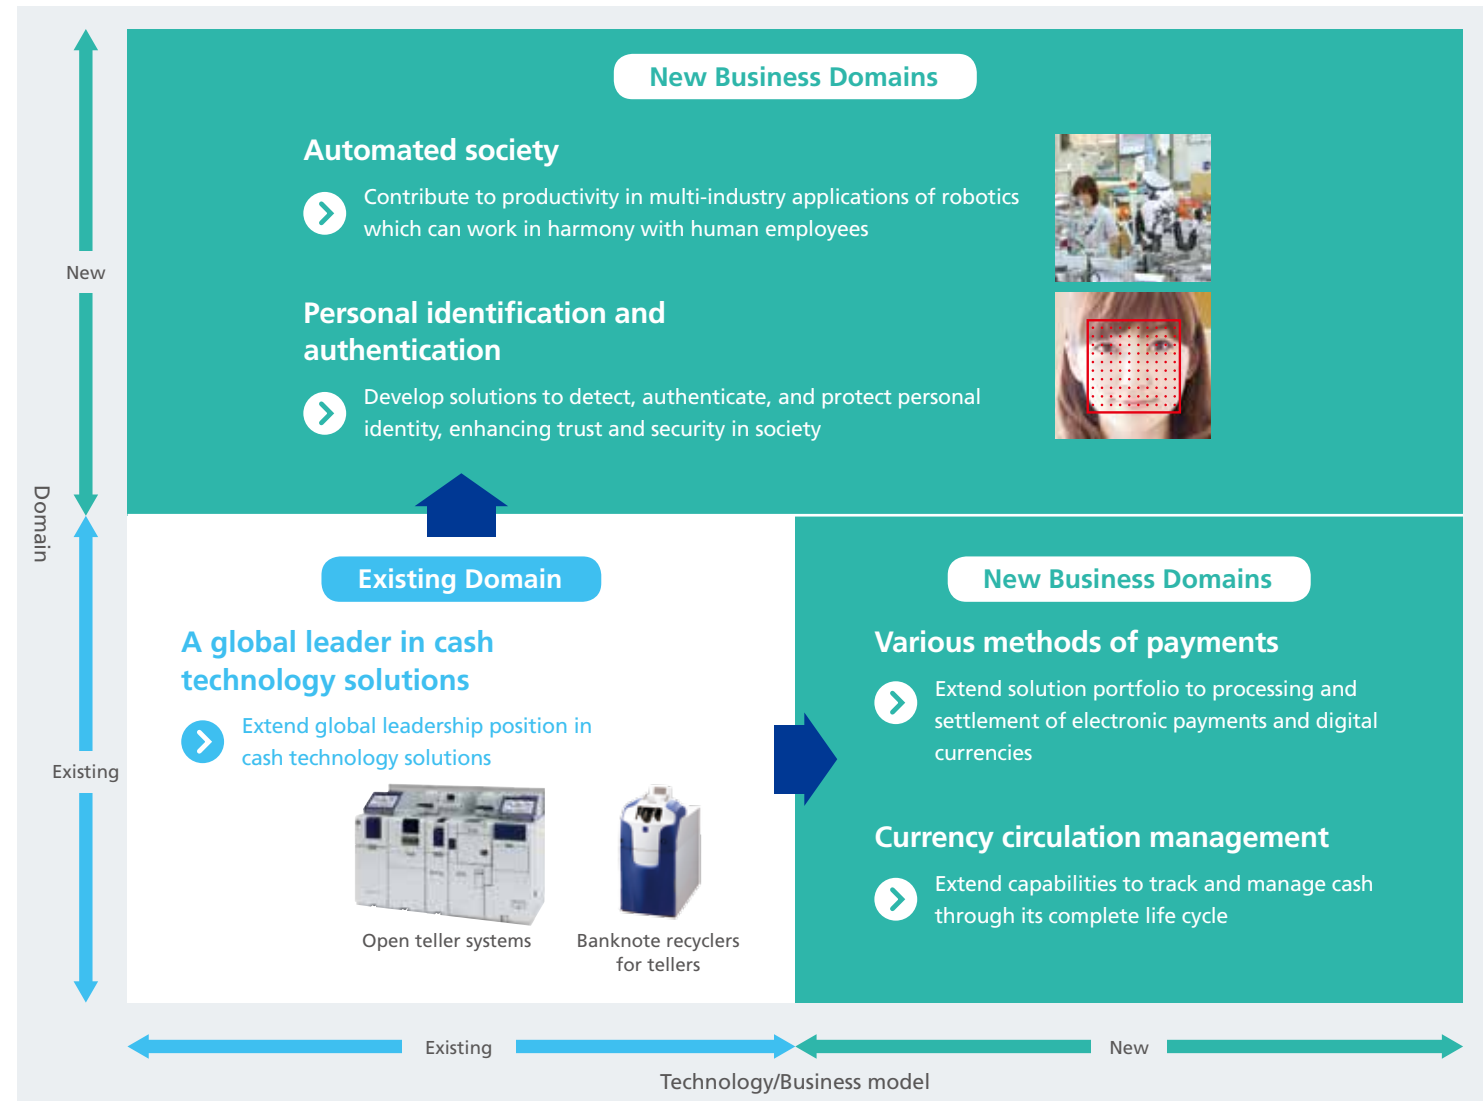 New Business Domains
Automated society
Contribute to productivity in multi-industry applications of robotics
which can work in harmony with human employees
Personal identification and
authentication
Develop solutions to detect, authenticate, and protect personal
identity, enhancing trust and security in society
New
Domain
Existing
Existing Domain
A global leader in cash
technology solutions
Extend global leadership position in
cash technology solutions
Open teller systems
Banknote recyclers
for tellers
New Business Domains
Various methods of payments
Extend solution portfolio to processing and
settlement of electronic payments and digital
currencies
Currency circulation management
Extend capabilities to track and manage cash
through its complete life cycle
Existing
New
Technology/Business model